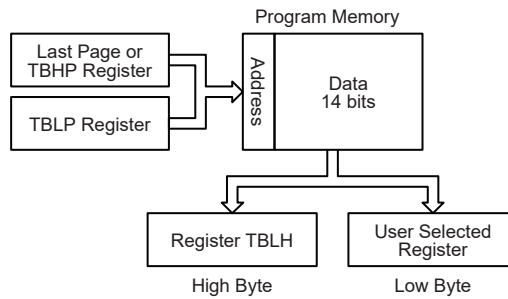 Program Memory
Last Page or
TBHP Register
TBLP Register
Address
Data
14 bits
Register TBLH
User Selected
Register
High Byte
Low Byte